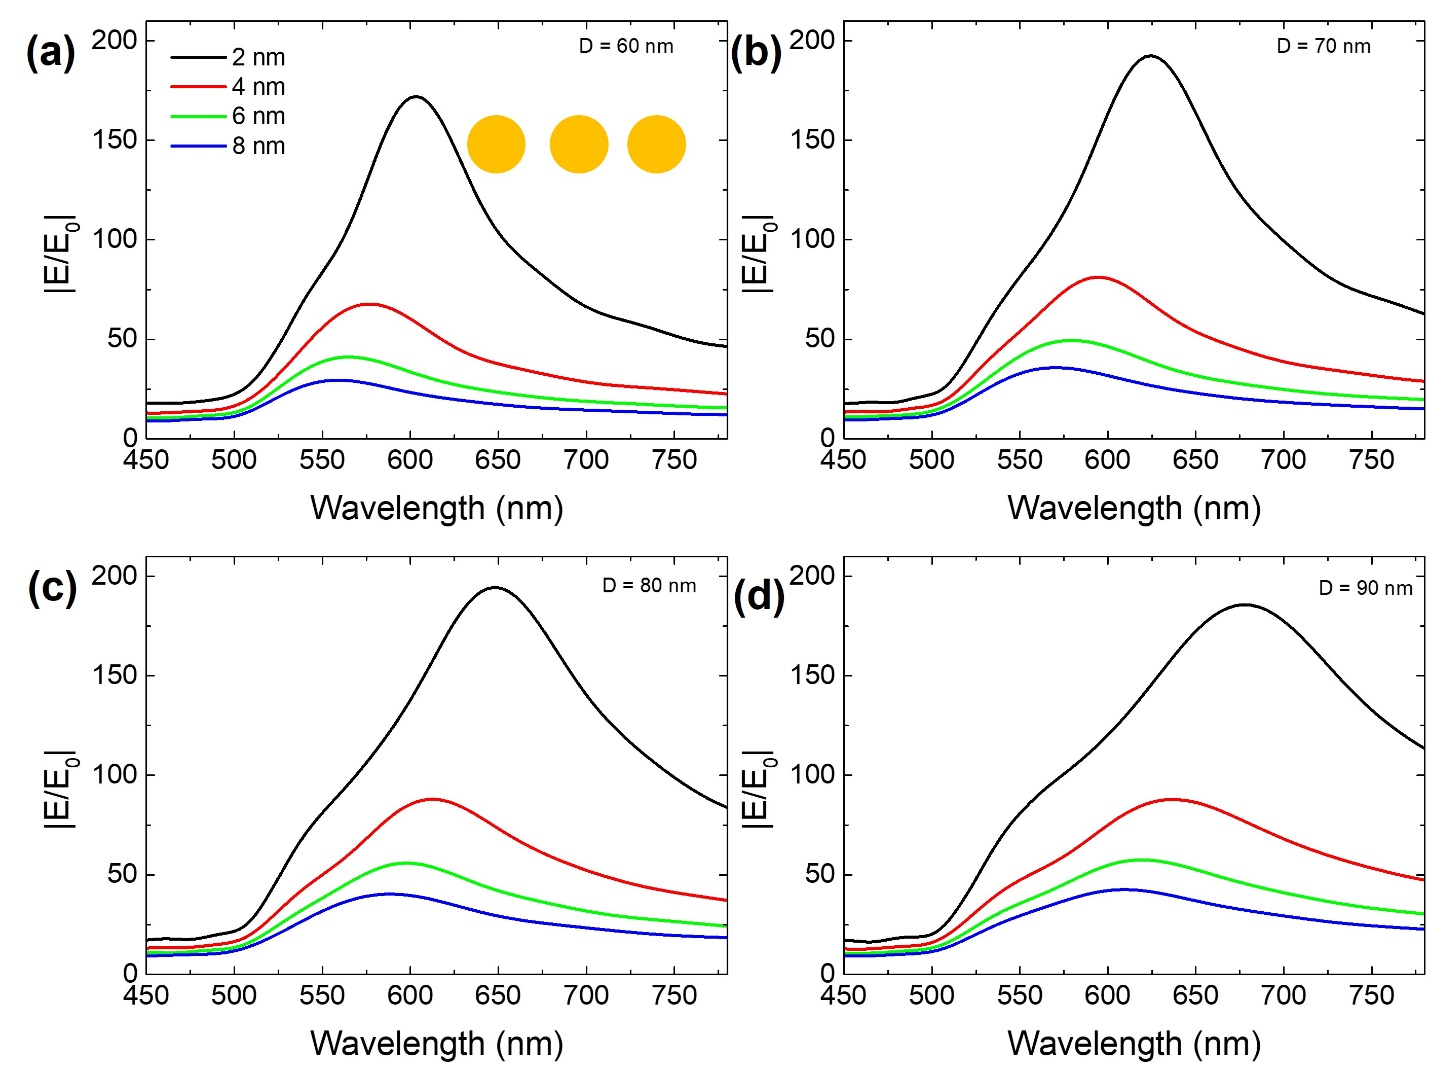 (a)
D = 60 nm
2 nm
4 nm
6 nm
8 nm
200
150
100
50
0
|E/E0|
450 500 550 600 650 700 750
Wavelength (nm)
(b)
D = 70 nm
200
150
100
50
0
|E/E0|
450 500 550 600 650 700 750
Wavelength (nm)
(c)
D = 80 nm
200
150
100
50
0
|E/E0|
450 500 550 600 650 700 750
Wavelength (nm)
(d)
D = 90 nm
200
150
100
50
0
|E/E0|
450 500 550 600 650 700 750
Wavelength (nm)